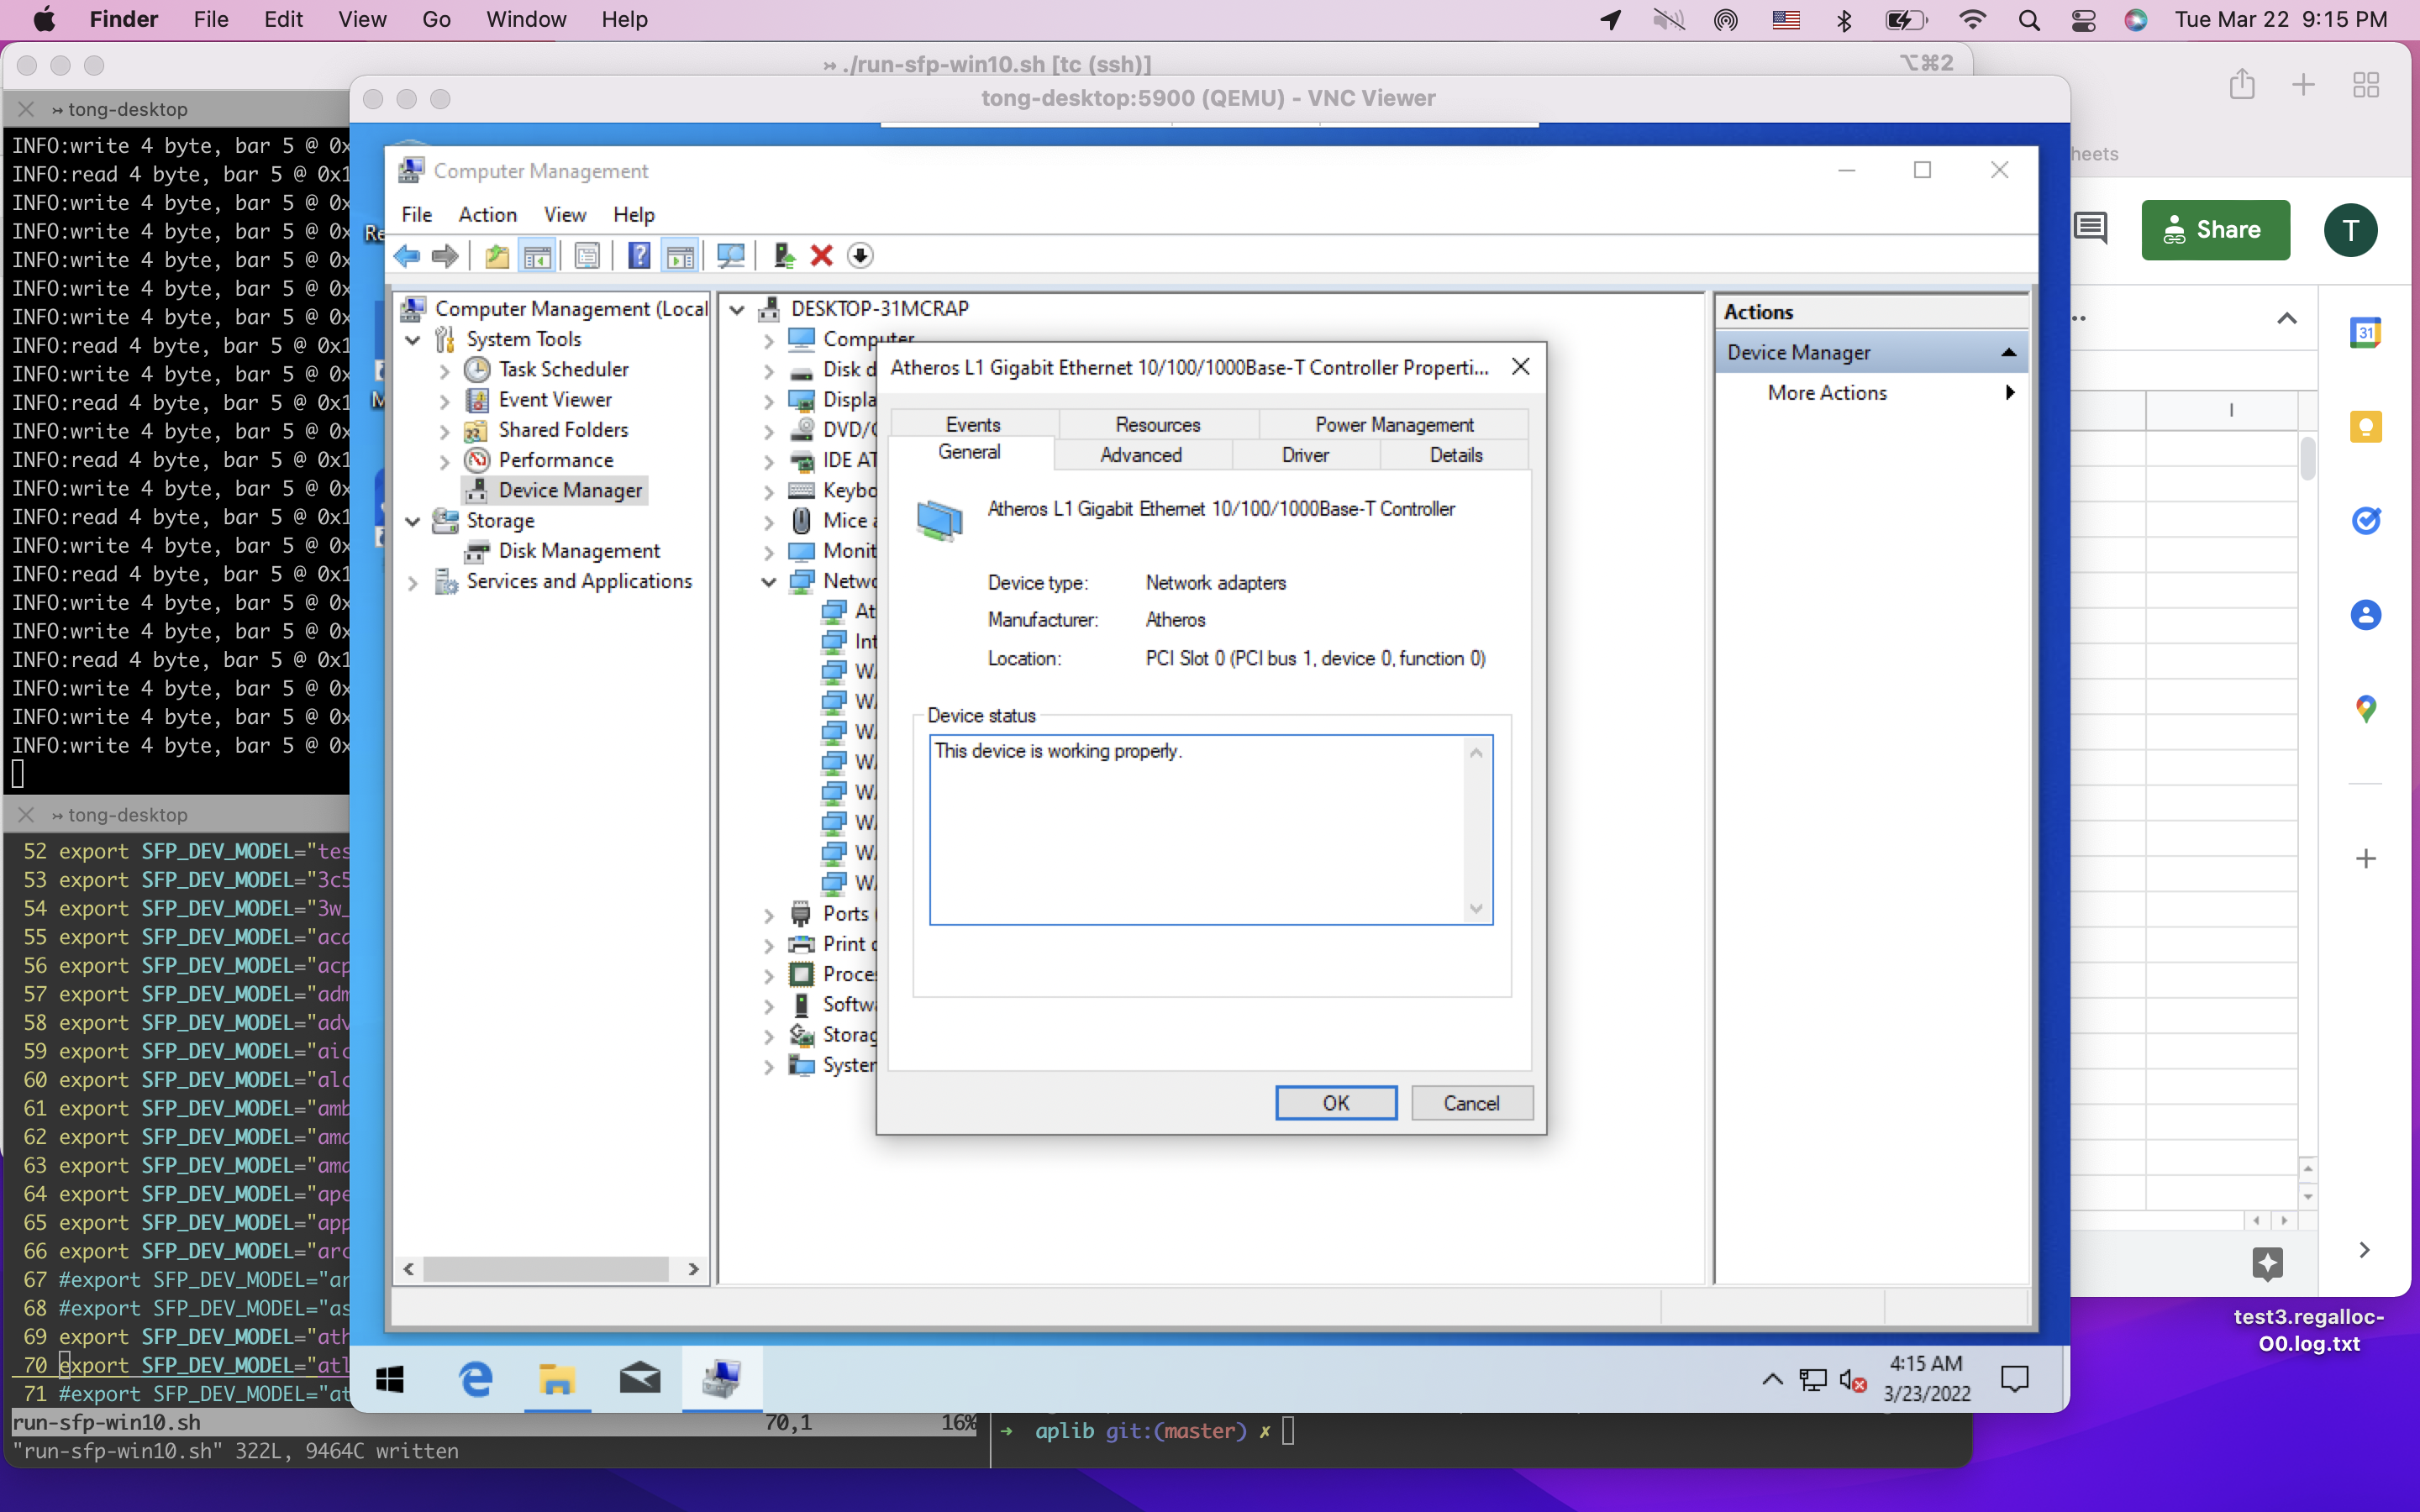 Finder File Edit View Go Window Help
Tue Mar 22 9:15 PM
./run-sfp-win10.sh [tc (ssh)]
⌥⌘2
tong-desktop
INFO:write 4 byte, bar 5 @ 0x
INFO:read 4 byte, bar 5 @ 0x1
INFO:write 4 byte, bar 5 @ 0x
INFO:write 4 byte, bar 5 @ 0x
INFO:write 4 byte, bar 5 @ 0x
INFO:write 4 byte, bar 5 @ 0x
INFO:write 4 byte, bar 5 @ 0x
INFO:read 4 byte, bar 5 @ 0x1
INFO:write 4 byte, bar 5 @ 0x
INFO:read 4 byte, bar 5 @ 0x1
INFO:write 4 byte, bar 5 @ 0x
INFO:read 4 byte, bar 5 @ 0x1
INFO:write 4 byte, bar 5 @ 0x
INFO:read 4 byte, bar 5 @ 0x1
INFO:write 4 byte, bar 5 @ 0x
INFO:read 4 byte, bar 5 @ 0x1
INFO:write 4 byte, bar 5 @ 0x
INFO:write 4 byte, bar 5 @ 0x
INFO:read 4 byte, bar 5 @ 0x1
INFO:write 4 byte, bar 5 @ 0x
INFO:write 4 byte, bar 5 @ 0x
INFO:write 4 byte, bar 5 @ 0x
tong-desktop
52 export SFP_DEV_MODEL="tes
53 export SFP_DEV_MODEL="3c5
54 export SFP_DEV_MODEL="3w_
55 export SFP_DEV_MODEL="aca
56 export SFP_DEV_MODEL="acp
57 export SFP_DEV_MODEL="adm
58 export SFP_DEV_MODEL="adv
59 export SFP_DEV_MODEL="aic
60 export SFP_DEV_MODEL="alc
61 export SFP_DEV_MODEL="amb
62 export SFP_DEV_MODEL="amd
63 export SFP_DEV_MODEL="amd
64 export SFP_DEV_MODEL="ape
65 export SFP_DEV_MODEL="app
66 export SFP_DEV_MODEL="arc
67 #export SFP_DEV_MODEL="ar
68 #export SFP_DEV_MODEL="as
69 export SFP_DEV_MODEL="ath
70 export SFP_DEV_MODEL="atl
71 #export SFP_DEV_MODEL="at
run-sfp-win10.sh 70,1 16%
"run-sfp-win10.sh" 322L, 9464C written
aplib git:(master) ✗
tong-desktop:5900 (QEMU) - VNC Viewer
Re
Computer Management
File Action View Help
Computer Management (Local
System Tools
Task Scheduler
Event Viewer
Shared Folders
Performance
Device Manager
Storage
Disk Management
Services and Applications
DESKTOP-31MCRAP
Computer
Disk d
Displa
DVD/C
IDE AT
Keybo
Mice a
Monit
Netwo
At
Int
WA
WA
WA
WA
WA
WA
WA
WA
Ports (
Print q
Proces
Softwa
Storag
System
Atheros L1 Gigabit Ethernet 10/100/1000Base-T Controller Properti...
Events Resources Power Management
General Advanced Driver Details
Atheros L1 Gigabit Ethernet 10/100/1000Base-T Controller
Device type: Network adapters
Manufacturer: Atheros
Location: PCI Slot 0 (PCI bus 1, device 0, function 0)
Device status
This device is working properly.
OK Cancel
Actions
Device Manager
More Actions
4:15 AM
3/23/2022
heets
Share
T
31
I
test3.regalloc-
O0.log.txt